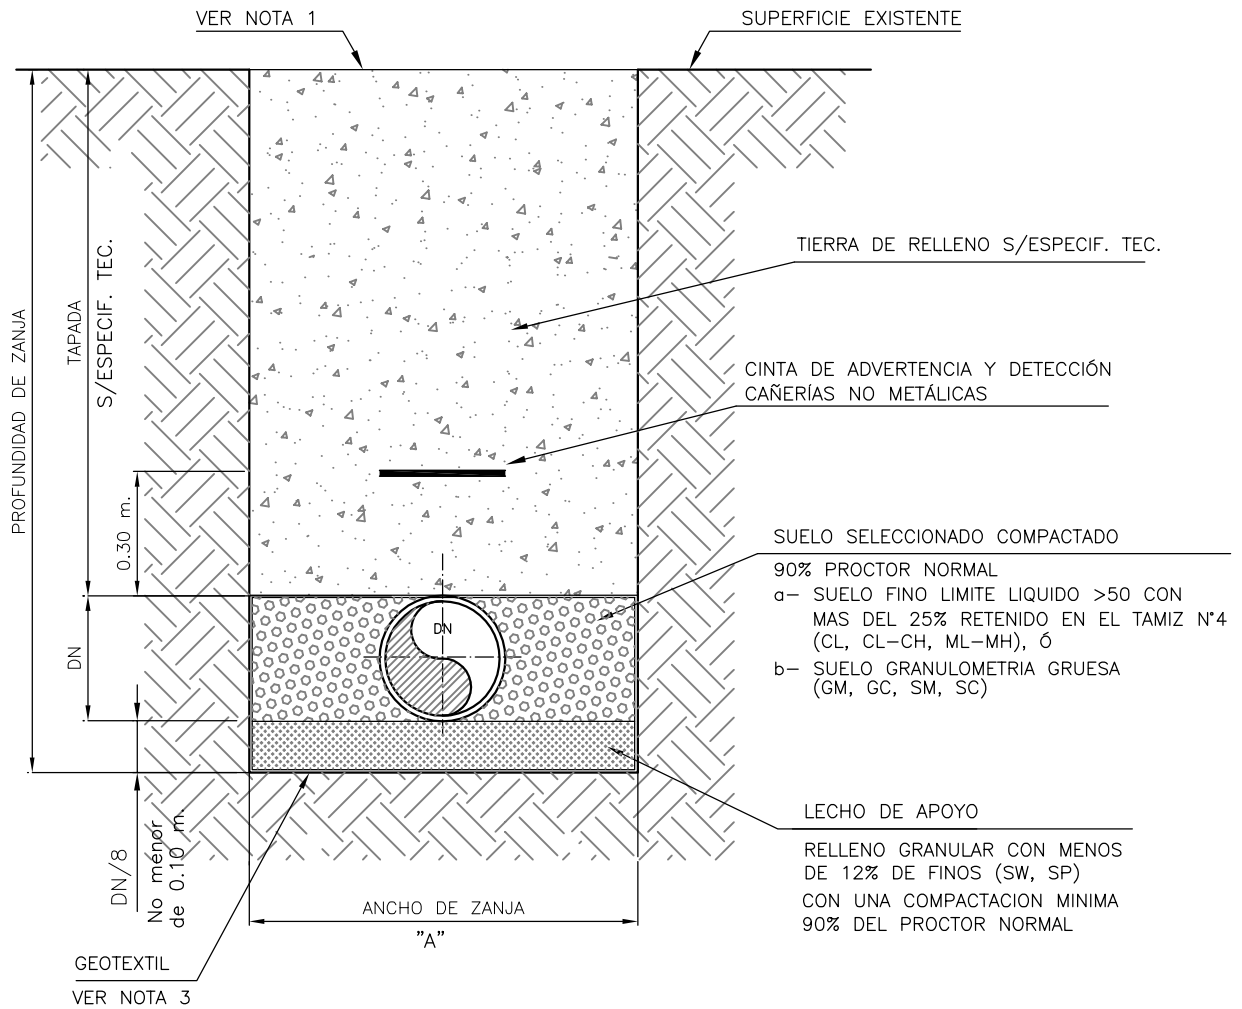 VER NOTA 1
SUPERFICIE EXISTENTE
TIERRA DE RELLENO S/ESPECIF. TEC.
PROFUNDIDAD DE ZANJA
TAPADA
S/ESPECIF. TEC.
CINTA DE ADVERTENCIA Y DETECCIÓN
CAÑERÍAS NO METÁLICAS
0.30 m.
SUELO SELECCIONADO COMPACTADO
90% PROCTOR NORMAL
a– SUELO FINO LIMITE LIQUIDO >50 CON
MAS DEL 25% RETENIDO EN EL TAMIZ N°4
(CL, CL–CH, ML–MH), Ó
b– SUELO GRANULOMETRIA GRUESA
(GM, GC, SM, SC)
DN
DN
DN/8
No menor
de 0.10 m.
LECHO DE APOYO
RELLENO GRANULAR CON MENOS
DE 12% DE FINOS (SW, SP)
CON UNA COMPACTACION MINIMA
90% DEL PROCTOR NORMAL
ANCHO DE ZANJA
"A"
GEOTEXTIL
VER NOTA 3